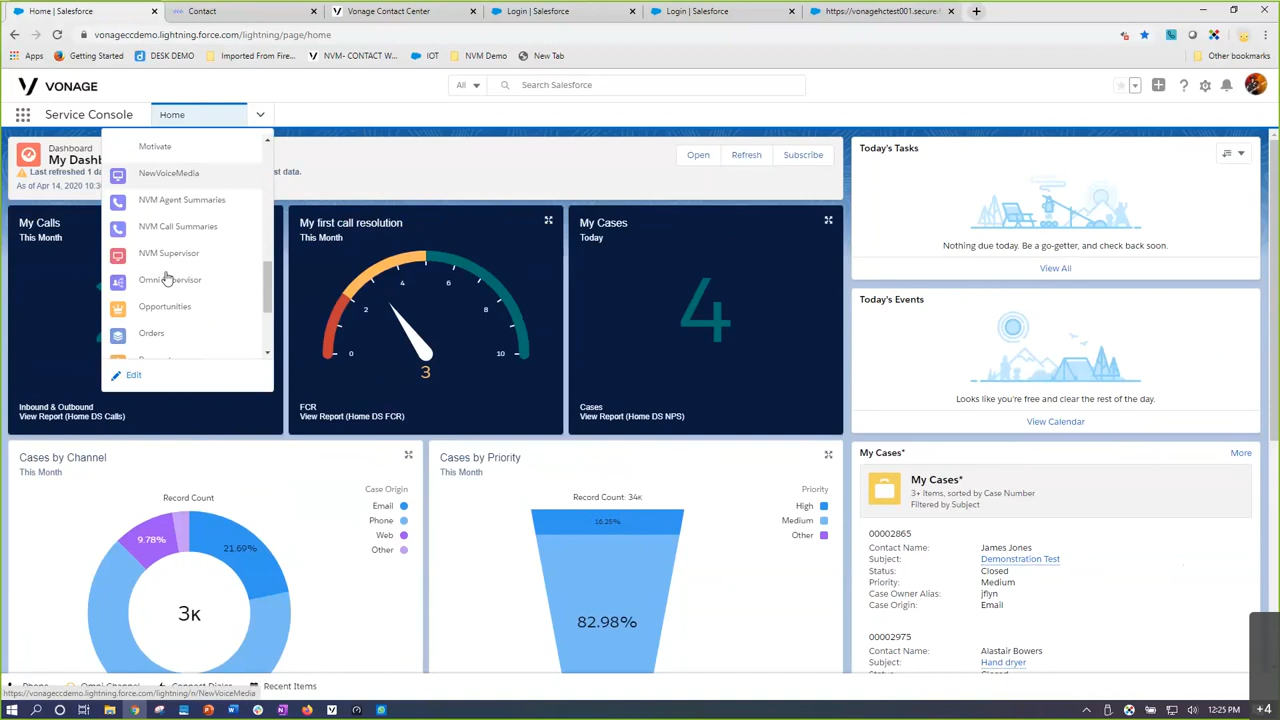 Home | Salesforce
Contact
Vonage Contact Center
Login | Salesforce
Login | Salesforce
https://vonagehctest001.secure.
vonageccdemo.lightning.force.com/lightning/page/home
Apps
Getting Started
DESK DEMO
Imported From Fire...
NVM- CONTACT W...
IOT
NVM Demo
New Tab
Other bookmarks
VONAGE
All
Search Salesforce
Service Console
Home
Dashboard
My Dashb
Last refreshed 1 da
st data.
As of Apr 14, 2020 10:3
Open
Refresh
Subscribe
Motivate
NewVoiceMedia
NVM Agent Summaries
NVM Call Summaries
NVM Supervisor
Omni Supervisor
Opportunities
Orders
Edit
My Calls
This Month
Inbound & Outbound
View Report (Home DS Calls)
My first call resolution
This Month
0
2
4
6
8
10
3
FCR
View Report (Home DS FCR)
My Cases
Today
4
Cases
View Report (Home DS NPS)
Today's Tasks
Nothing due today. Be a go-getter, and check back soon.
View All
Today's Events
Looks like you're free and clear the rest of the day.
View Calendar
Cases by Channel
This Month
Record Count
Case Origin
Email
Phone
Web
Other
9.78%
21.69%
3K
Cases by Priority
This Month
Record Count: 34K
Priority
High
Medium
Other
16.25%
82.98%
My Cases*
More
My Cases*
3+ Items, sorted by Case Number
Filtered by Subject
00002865
Contact Name: James Jones
Subject: Demonstration Test
Status: Closed
Priority: Medium
Case Owner Alias: jflyn
Case Origin: Email
00002975
Contact Name: Alastair Bowers
Subject: Hand dryer
Status: Closed
Phone
Omni-Channel
Connect Dialer
Recent Items
https://vonageccdemo.lightning.force.com/lightning/n/NewVoiceMedia
12:25 PM
+4